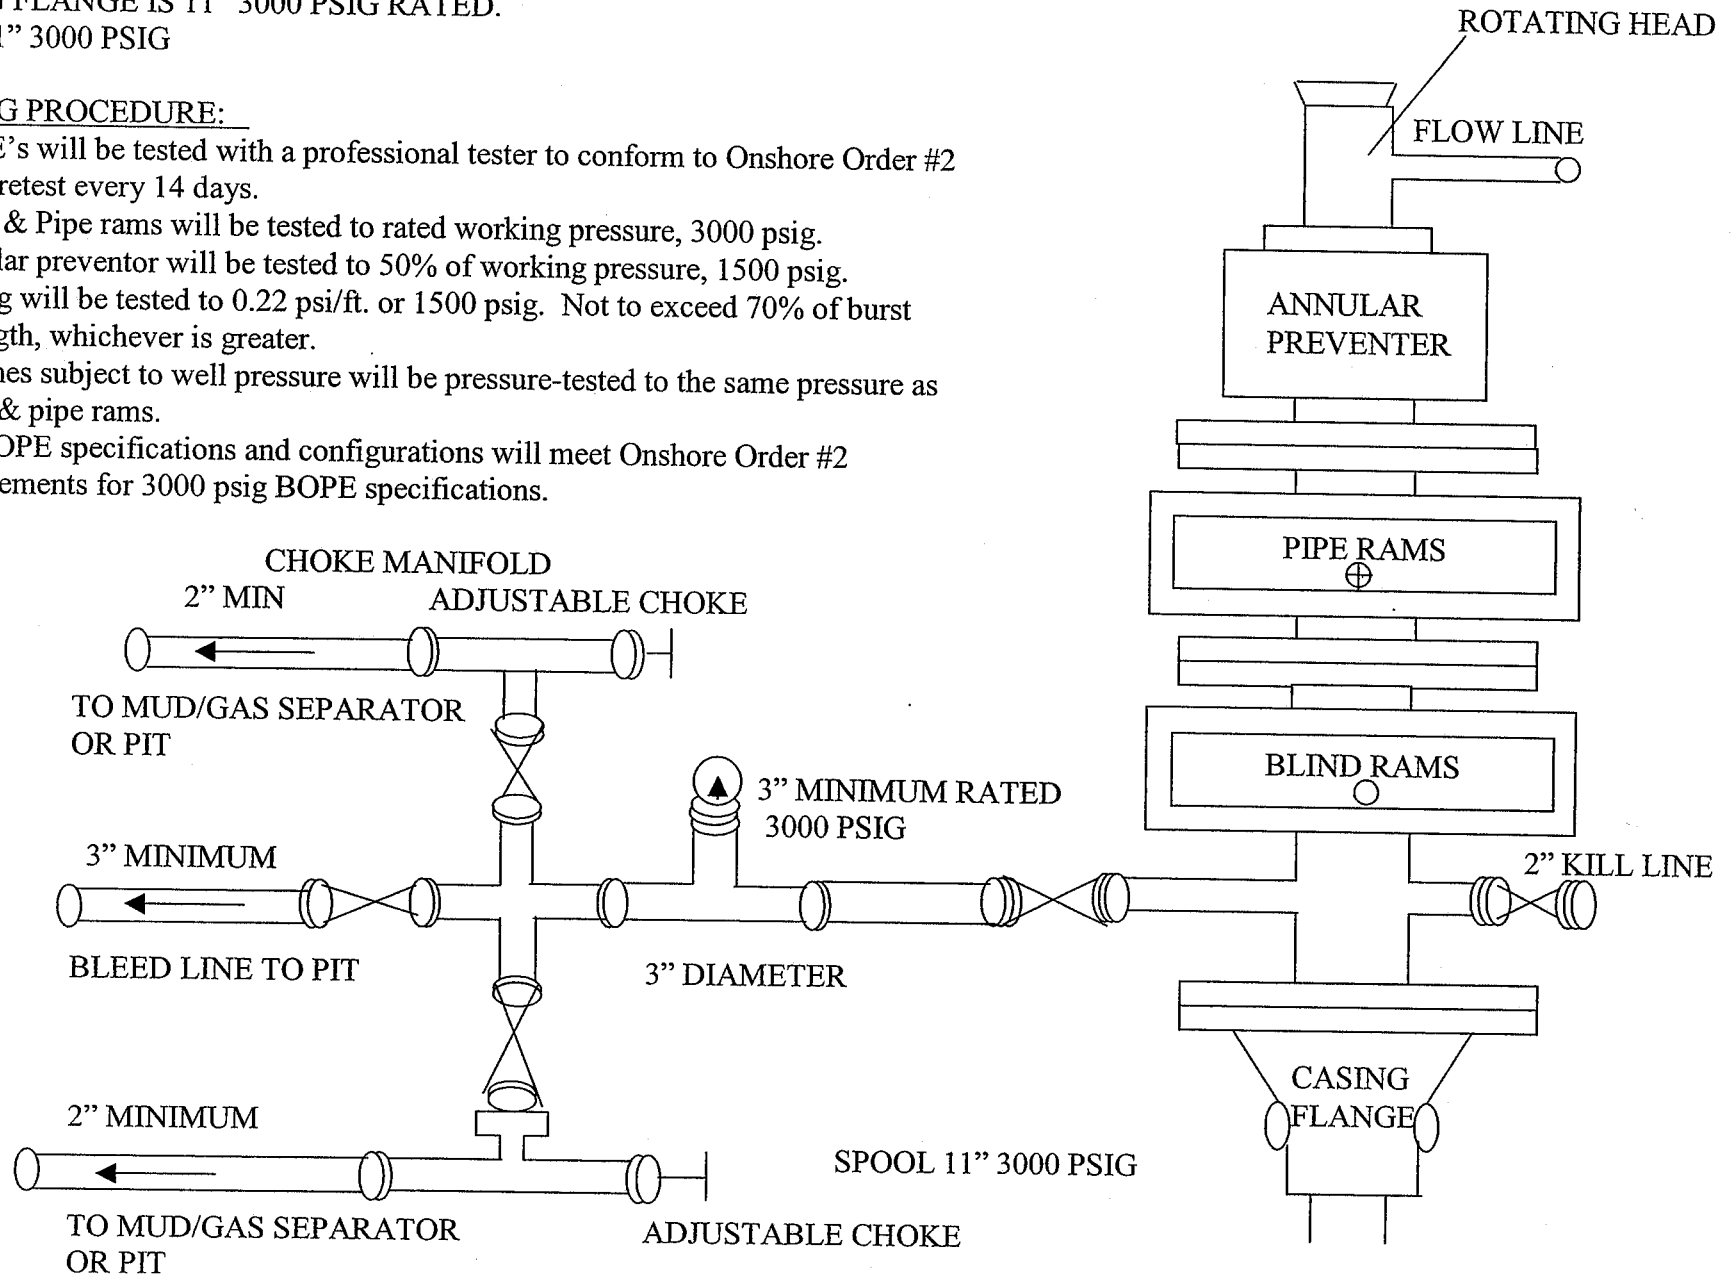 FLANGE IS 11" 3000 PSIG RATED.
1” 3000 PSIG
G PROCEDURE:
E’s will be tested with a professional tester to conform to Onshore Order #2
retest every 14 days.
& Pipe rams will be tested to rated working pressure, 3000 psig.
lar preventor will be tested to 50% of working pressure, 1500 psig.
g will be tested to 0.22 psi/ft. or 1500 psig. Not to exceed 70% of burst
gth, whichever is greater.
nes subject to well pressure will be pressure-tested to the same pressure as
& pipe rams.
OPE specifications and configurations will meet Onshore Order #2
ements for 3000 psig BOPE specifications.
ROTATING HEAD
FLOW LINE
ANNULAR
PREVENTER
PIPE RAMS
BLIND RAMS
2” KILL LINE
CASING
FLANGE
CHOKE MANIFOLD
2” MIN
ADJUSTABLE CHOKE
TO MUD/GAS SEPARATOR
OR PIT
3” MINIMUM RATED
3000 PSIG
3” MINIMUM
BLEED LINE TO PIT
3” DIAMETER
2” MINIMUM
SPOOL 11” 3000 PSIG
TO MUD/GAS SEPARATOR
OR PIT
ADJUSTABLE CHOKE